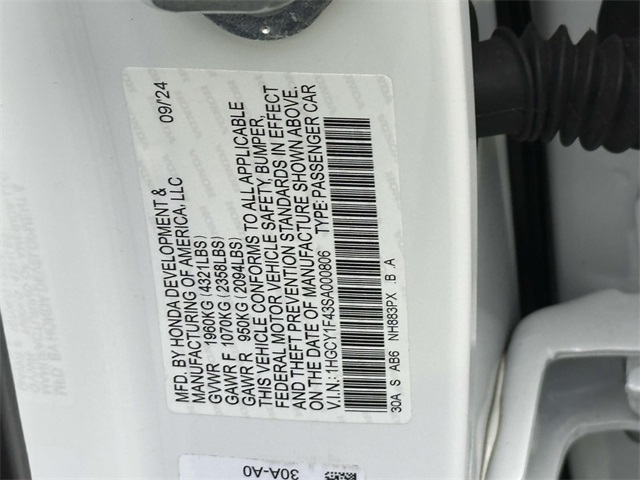 MFD. BY HONDA DEVELOPMENT & 09/24
MANUFACTURING OF AMERICA, LLC
GVWR 1960KG (4321LBS)
GAWR F 1070KG (2358LBS)
GAWR R 950KG (2094LBS)
THIS VEHICLE CONFORMS TO ALL APPLICABLE
FEDERAL MOTOR VEHICLE SAFETY, BUMPER,
AND THEFT PREVENTION STANDARDS IN EFFECT
ON THE DATE OF MANUFACTURE SHOWN ABOVE.
V.I.N.: 1HGCY1F43SA000806 TYPE: PASSENGER CAR
30A S AB6 NH883PX B A
30A-A0